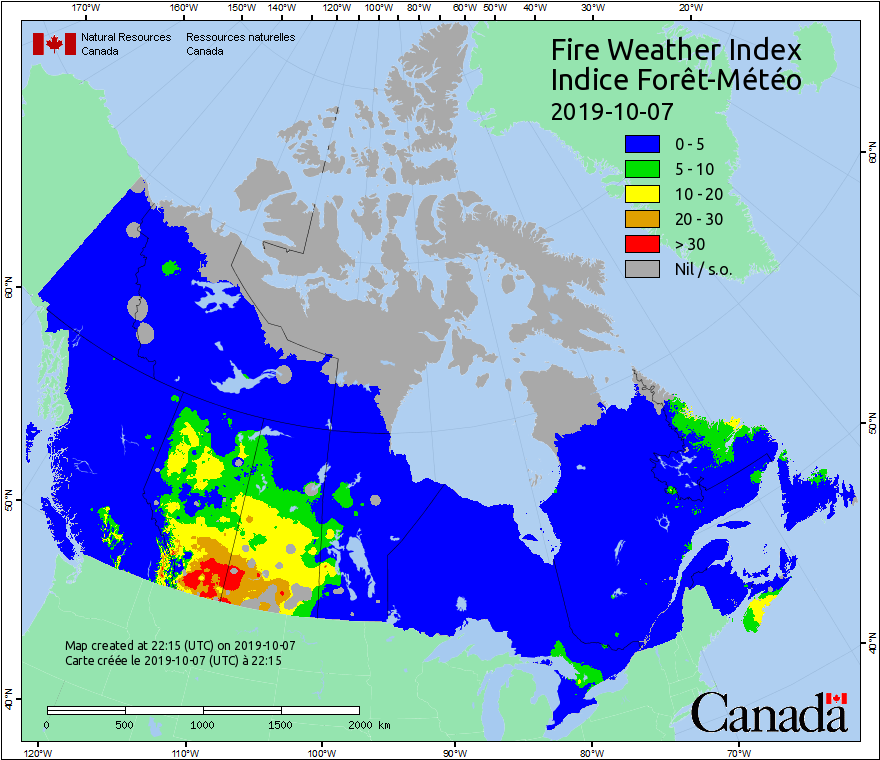 170°W 160°W 150°W 140°W 130°W 120°W 110°W 100°W 90°W 80°W 60°W 50°W 40°W 30°W 20°W
Natural Resources Ressources naturelles
Canada Canada
Fire Weather Index
Indice Forêt-Météo
2019-10-07
0 - 5
5 - 10
10 - 20
20 - 30
> 30
Nil / s.o.
60°N 60°N
50°N 50°N
40°N 40°N
Map created at 22:15 (UTC) on 2019-10-07
Carte créée le 2019-10-07 (UTC) à 22:15
0 500 1000 1500 2000 km
Canada
120°W 110°W 100°W 90°W 80°W 70°W